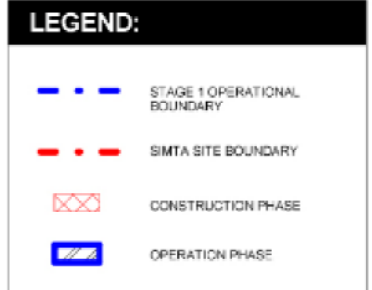 LEGEND:
STAGE 1 OPERATIONAL
BOUNDARY
SIMTA SITE BOUNDARY
CONSTRUCTION PHASE
OPERATION PHASE